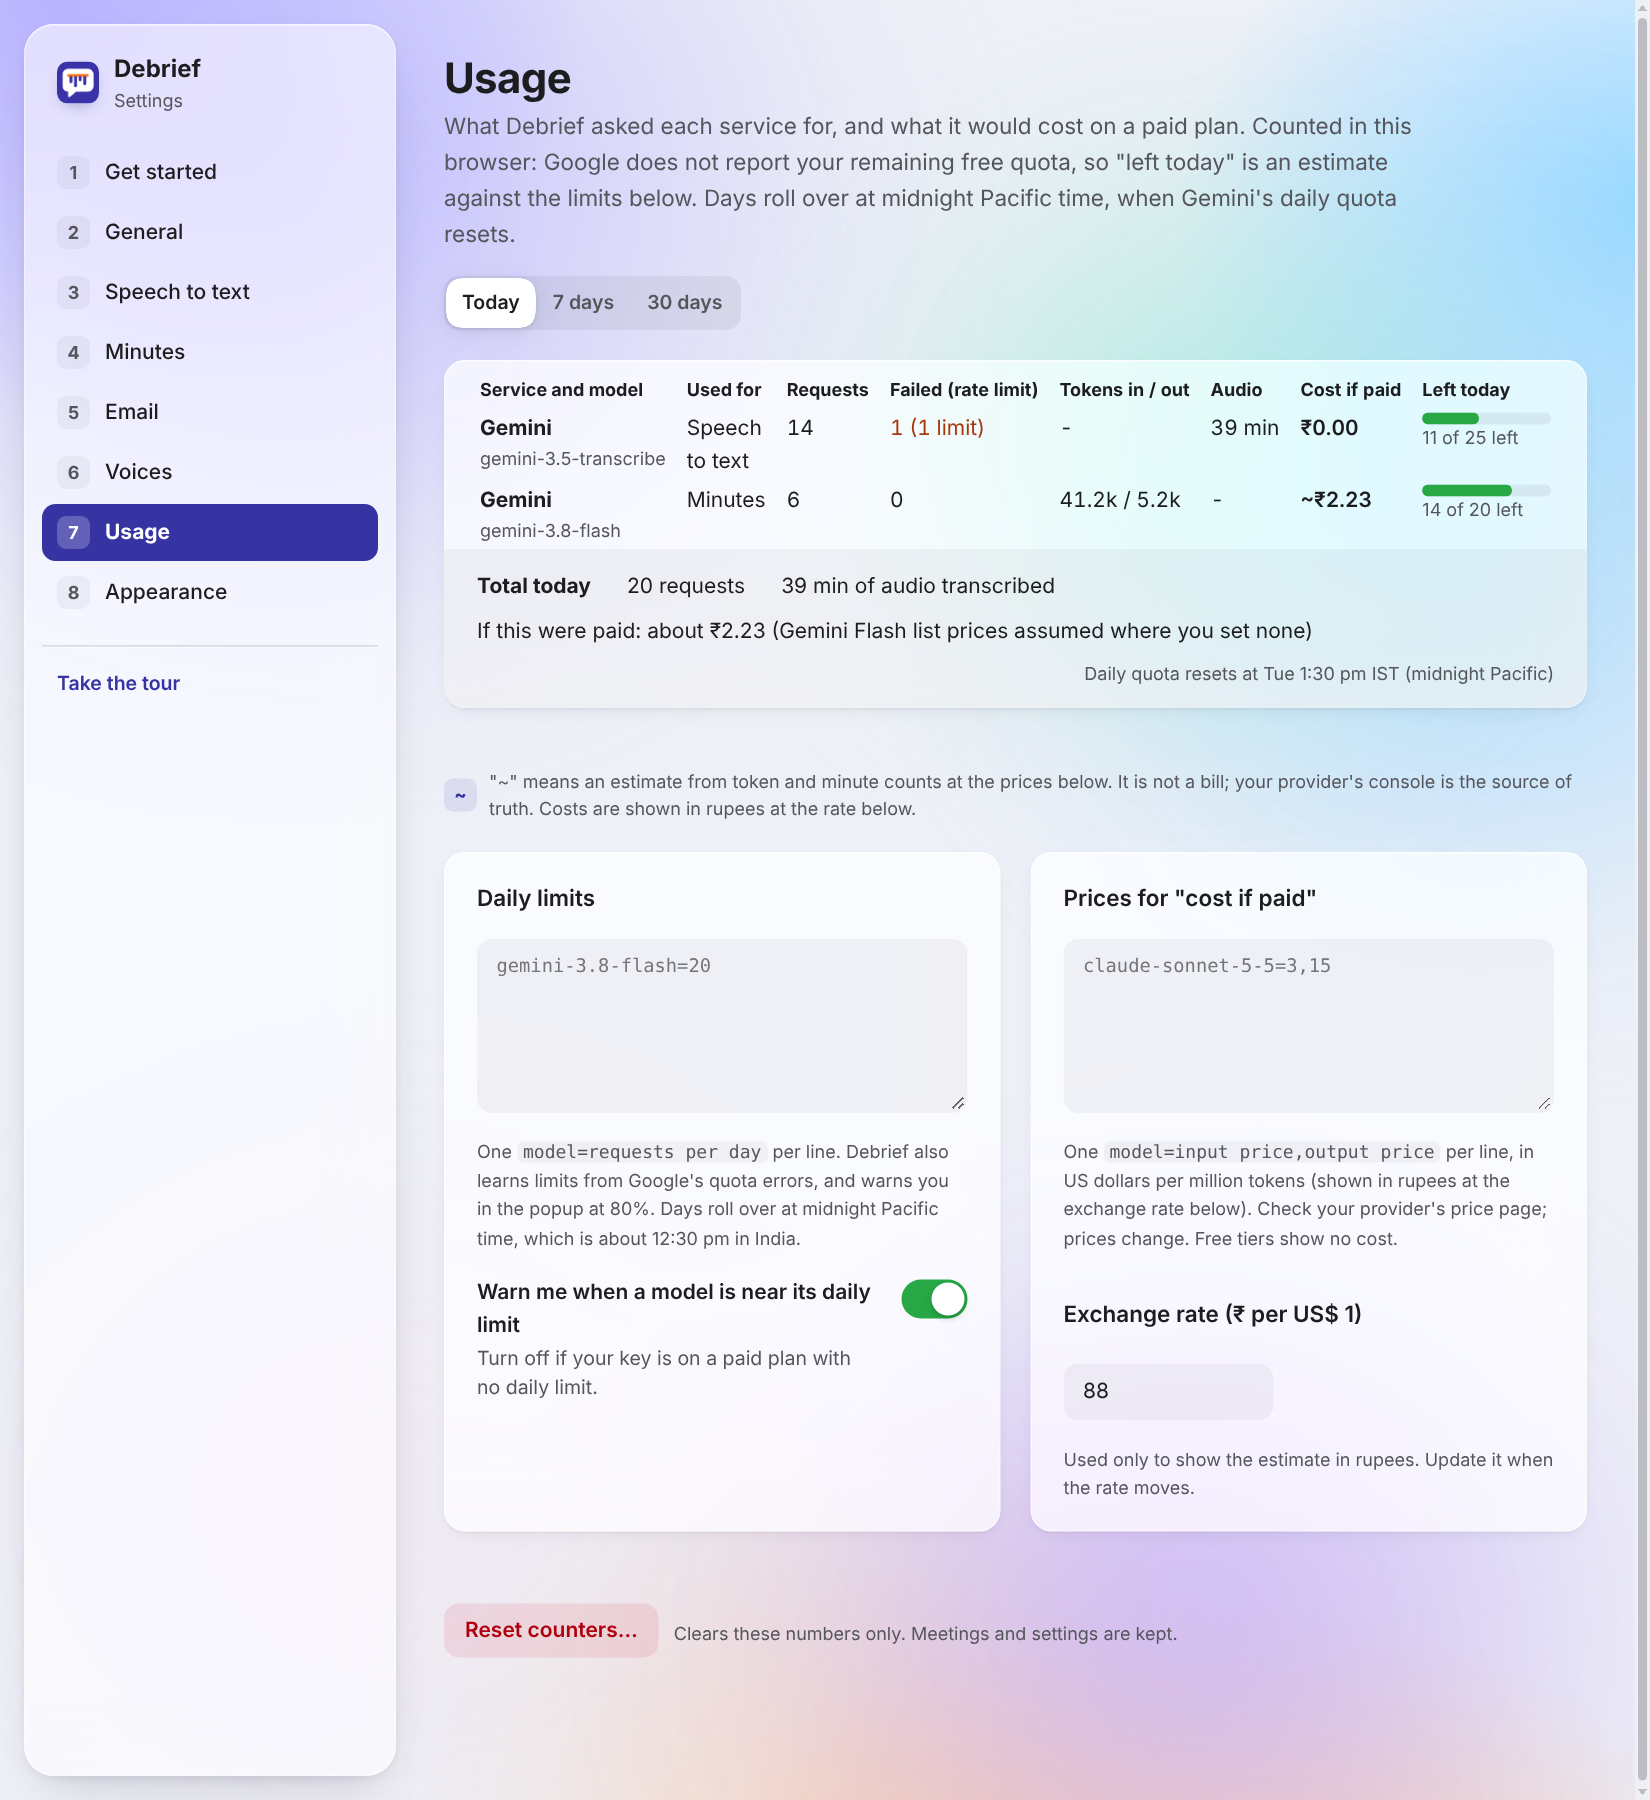 Debrief
Settings
1 Get started
2 General
3 Speech to text
4 Minutes
5 Email
6 Voices
7 Usage
8 Appearance
Take the tour
Usage
What Debrief asked each service for, and what it would cost on a paid plan. Counted in this
browser: Google does not report your remaining free quota, so "left today" is an estimate
against the limits below. Days roll over at midnight Pacific time, when Gemini's daily quota
resets.
Today 7 days 30 days
Service and model Used for Requests Failed (rate limit) Tokens in / out Audio Cost if paid Left today
Gemini Speech 14 1 (1 limit) - 39 min ₹0.00 11 of 25 left
gemini-3.5-transcribe to text
Gemini Minutes 6 0 41.2k / 5.2k - ~₹2.23 14 of 20 left
gemini-3.8-flash
Total today 20 requests 39 min of audio transcribed
If this were paid: about ₹2.23 (Gemini Flash list prices assumed where you set none)
Daily quota resets at Tue 1:30 pm IST (midnight Pacific)
~ "~" means an estimate from token and minute counts at the prices below. It is not a bill; your provider's console is the source of
truth. Costs are shown in rupees at the rate below.
Daily limits
gemini-3.8-flash=20
One model=requests per day per line. Debrief also
learns limits from Google's quota errors, and warns you
in the popup at 80%. Days roll over at midnight Pacific
time, which is about 12:30 pm in India.
Warn me when a model is near its daily
limit
Turn off if your key is on a paid plan with
no daily limit.
Prices for "cost if paid"
claude-sonnet-5-5=3,15
One model=input price,output price per line, in
US dollars per million tokens (shown in rupees at the
exchange rate below). Check your provider's price page;
prices change. Free tiers show no cost.
Exchange rate (₹ per US$ 1)
88
Used only to show the estimate in rupees. Update it when
the rate moves.
Reset counters... Clears these numbers only. Meetings and settings are kept.